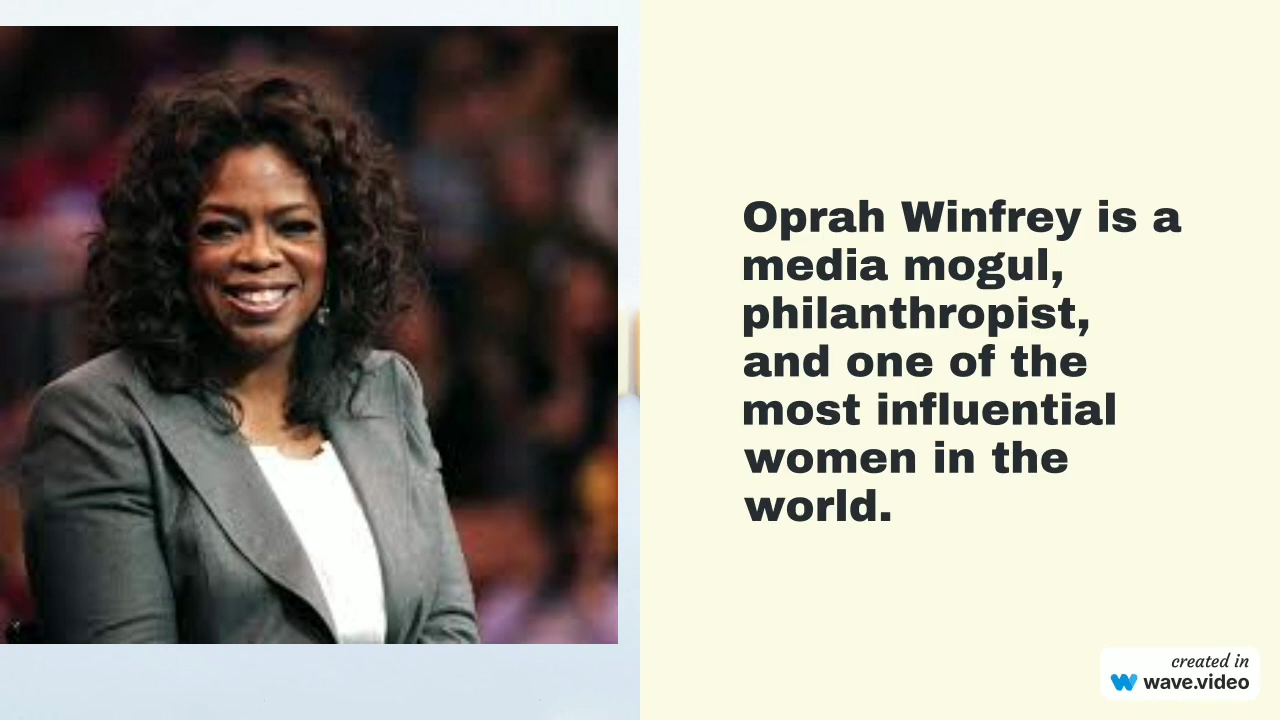 Oprah Winfrey is a
media mogul,
philanthropist,
and one of the
most influential
women in the
world.
created in
wave.video